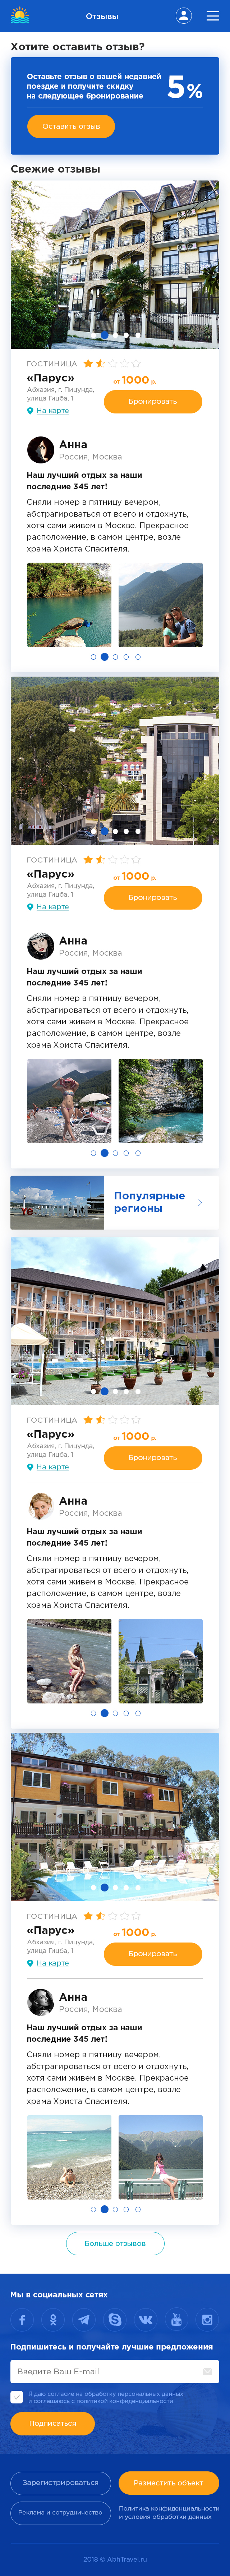 Отзывы
Хотите оставить отзыв?
Оставьте отзыв о вашей недавней
поездке и получите скидку
на следующее бронирование
5%
Оставить отзыв
Свежие отзывы
ГОСТИНИЦА
«Парус»
Абхазия, г. Пицунда,
улица Гицба, 1
На карте
от 1000 р.
Бронировать
Анна
Россия, Москва
Наш лучший отдых за наши
последние 345 лет!
Сняли номер в пятницу вечером,
абстрагироваться от всего и отдохнуть,
хотя сами живем в Москве. Прекрасное
расположение, в самом центре, возле
храма Христа Спасителя.
ГОСТИНИЦА
«Парус»
Абхазия, г. Пицунда,
улица Гицба, 1
На карте
от 1000 р.
Бронировать
Анна
Россия, Москва
Наш лучший отдых за наши
последние 345 лет!
Сняли номер в пятницу вечером,
абстрагироваться от всего и отдохнуть,
хотя сами живем в Москве. Прекрасное
расположение, в самом центре, возле
храма Христа Спасителя.
Популярные
регионы
ГОСТИНИЦА
«Парус»
Абхазия, г. Пицунда,
улица Гицба, 1
На карте
от 1000 р.
Бронировать
Анна
Россия, Москва
Наш лучший отдых за наши
последние 345 лет!
Сняли номер в пятницу вечером,
абстрагироваться от всего и отдохнуть,
хотя сами живем в Москве. Прекрасное
расположение, в самом центре, возле
храма Христа Спасителя.
ГОСТИНИЦА
«Парус»
Абхазия, г. Пицунда,
улица Гицба, 1
На карте
от 1000 р.
Бронировать
Анна
Россия, Москва
Наш лучший отдых за наши
последние 345 лет!
Сняли номер в пятницу вечером,
абстрагироваться от всего и отдохнуть,
хотя сами живем в Москве. Прекрасное
расположение, в самом центре, возле
храма Христа Спасителя.
Больше отзывов
Мы в социальных сетях
Подпишитесь и получайте лучшие предложения
Введите Ваш E-mail
Я даю согласие на обработку персональных данных
и соглашаюсь с политикой конфиденциальности
Подписаться
Зарегистрироваться
Разместить объект
Реклама и сотрудничество
Политика конфиденциальности
и условия обработки данных
2018 © AbhTravel.ru